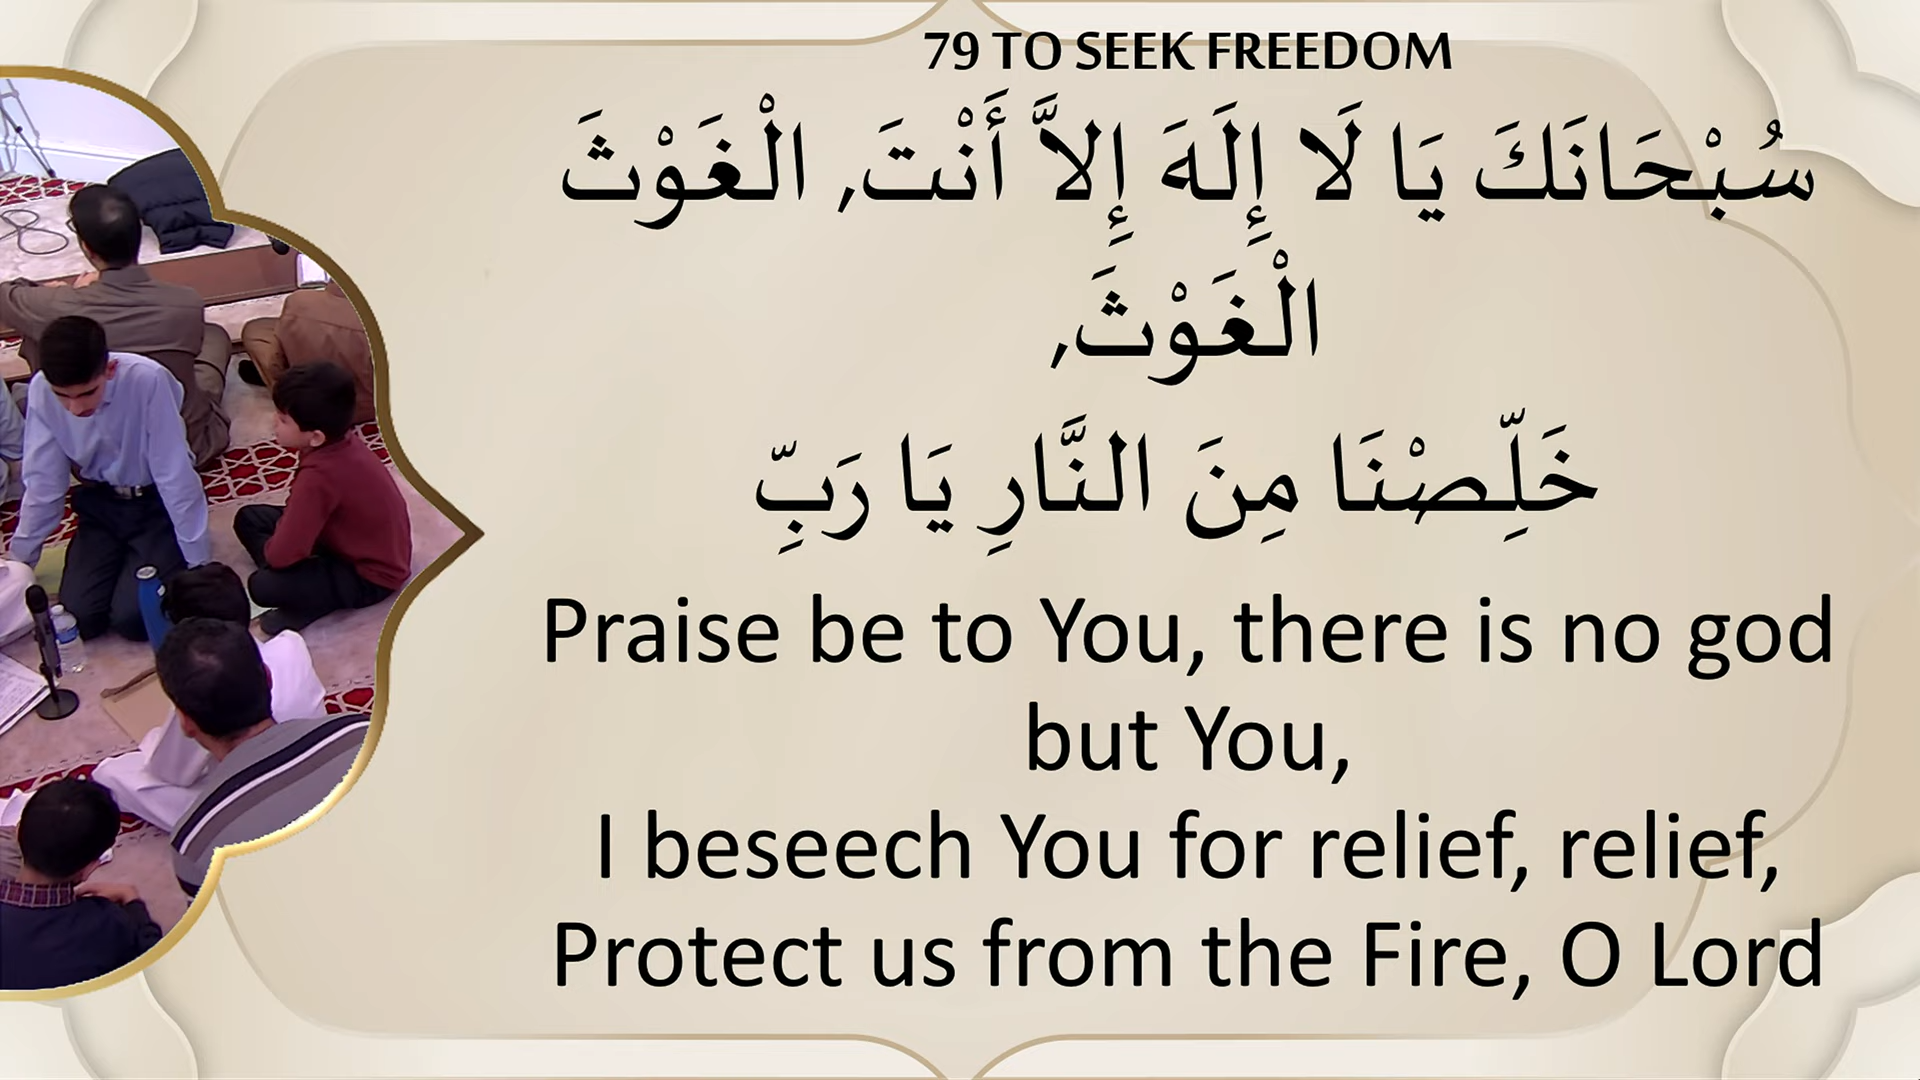 79 TO SEEK FREEDOM
سُبْحَانَكَ يَا لَا إِلَهَ إِلاَّ أَنْتَ, الْغَوْثَ
الْغَوْثَ,
خَلِّصْنَا مِنَ النَّارِ يَا رَبِّ
Praise be to You, there is no god
but You,
I beseech You for relief, relief,
Protect us from the Fire, O Lord